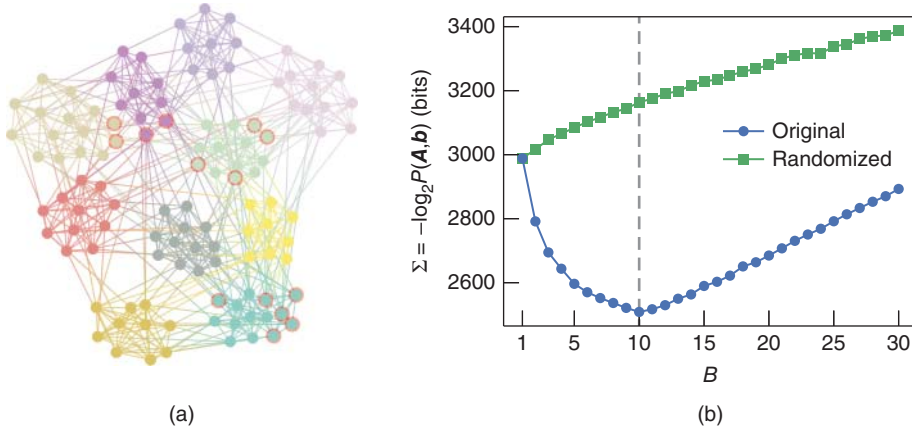 3400
3200
3000
2800
2600
Σ = −log₂P(A,b) (bits)
Original
Randomized
1 5 10 15 20 25 30
B
(a) (b)